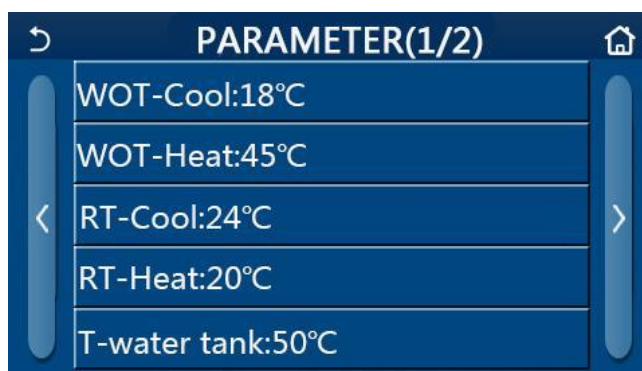 PARAMETER(1/2)
WOT-Cool:18℃
WOT-Heat:45℃
RT-Cool:24℃
RT-Heat:20℃
T-water tank:50℃